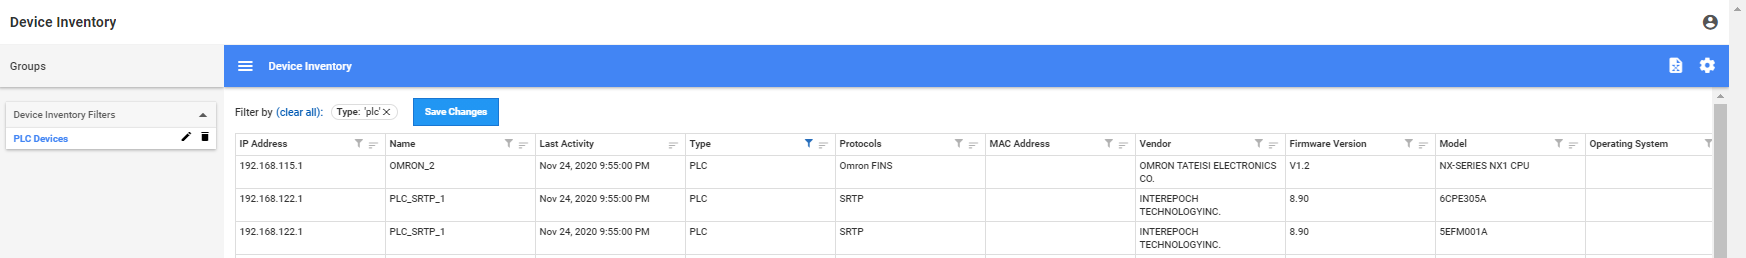 Device Inventory
Groups
Device Inventory
Device Inventory Filters
PLC Devices
Filter by (clear all): Type: 'plc' Save Changes
IP Address Name Last Activity Type Protocols MAC Address Vendor Firmware Version Model Operating System
192.168.115.1 OMRON_2 Nov 24, 2020 9:55:00 PM PLC Omron FINS OMRON TATEISI ELECTRONICS V1.2 NX-SERIES NX1 CPU
CO.
192.168.122.1 PLC_SRTP_1 Nov 24, 2020 9:55:00 PM PLC SRTP INTEREPOCH 8.90 6CPE305A
TECHNOLOGYINC.
192.168.122.1 PLC_SRTP_1 Nov 24, 2020 9:55:00 PM PLC SRTP INTEREPOCH 8.90 5EFM001A
TECHNOLOGYINC.